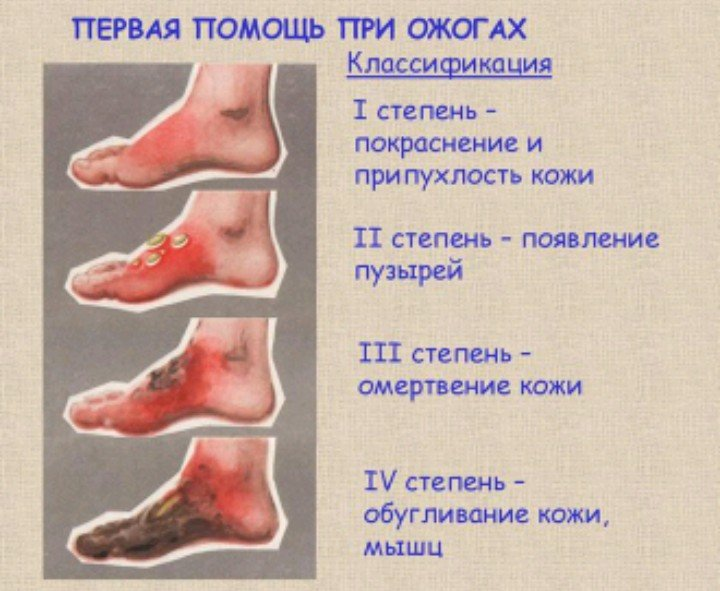 ПЕРВАЯ ПОМОЩЬ ПРИ ОЖОГАХ
Классификация
I степень –
покраснение и
припухлость кожи
II степень – появление
пузырей
III степень –
омертвение кожи
IV степень –
обугливание кожи,
мышц